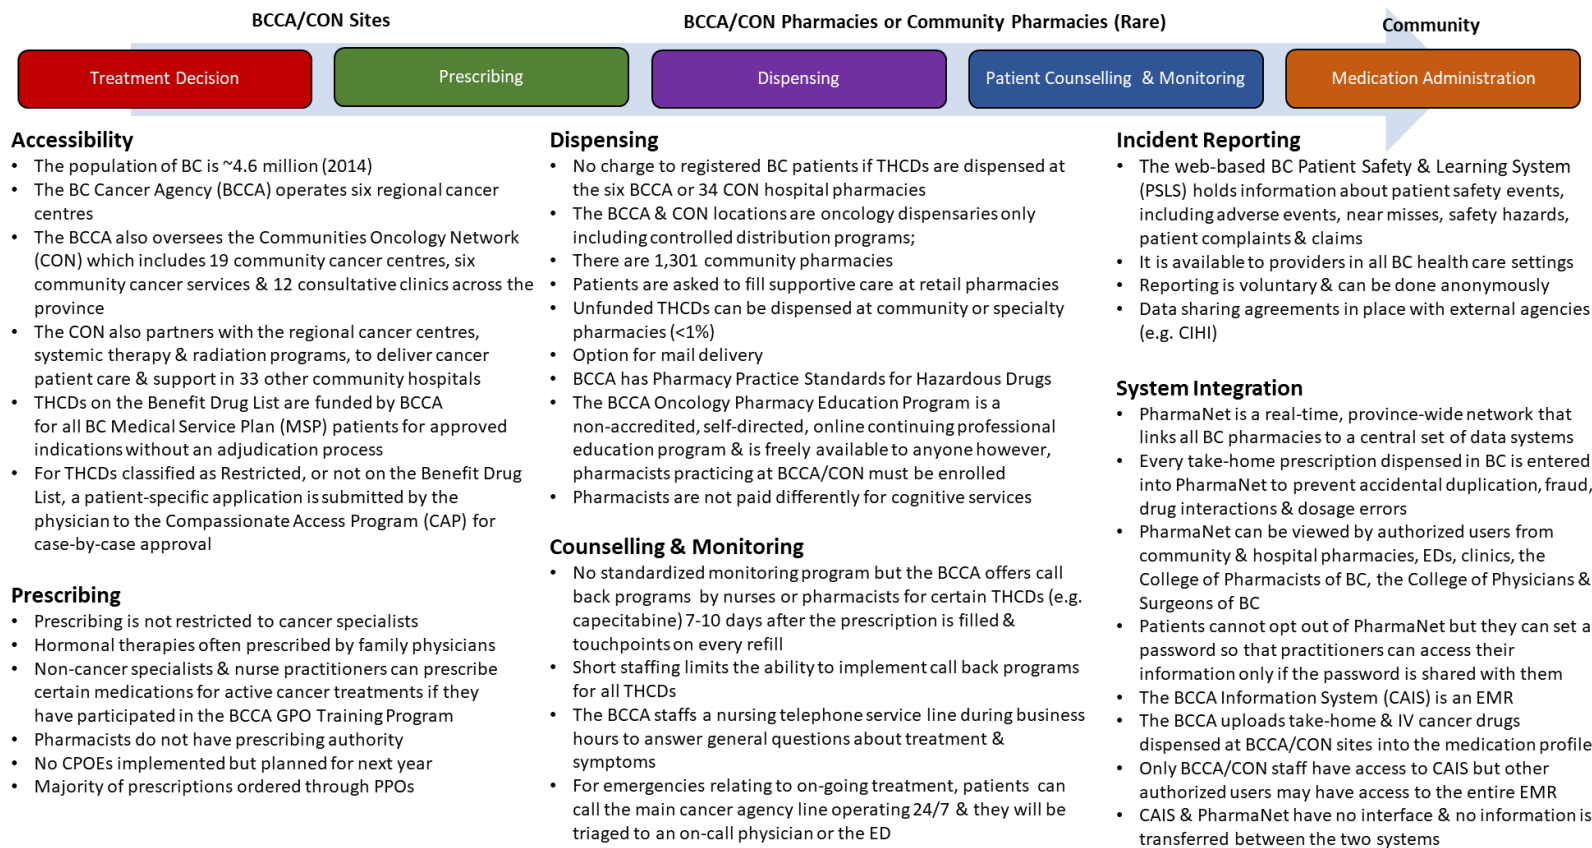 BCCA/CON Sites
BCCA/CON Pharmacies or Community Pharmacies (Rare)
Community
Treatment Decision
Prescribing
Dispensing
Patient Counselling & Monitoring
Medication Administration
Accessibility
• The population of BC is ~4.6 million (2014)
• The BC Cancer Agency (BCCA) operates six regional cancer
centres
• The BCCA also oversees the Communities Oncology Network
(CON) which includes 19 community cancer centres, six
community cancer services & 12 consultative clinics across the
province
• The CON also partners with the regional cancer centres,
systemic therapy & radiation programs, to deliver cancer
patient care & support in 33 other community hospitals
• THCDs on the Benefit Drug List are funded by BCCA
for all BC Medical Service Plan (MSP) patients for approved
indications without an adjudication process
• For THCDs classified as Restricted, or not on the Benefit Drug
List, a patient-specific application is submitted by the
physician to the Compassionate Access Program (CAP) for
case-by-case approval
Prescribing
• Prescribing is not restricted to cancer specialists
• Hormonal therapies often prescribed by family physicians
• Non-cancer specialists & nurse practitioners can prescribe
certain medications for active cancer treatments if they
have participated in the BCCA GPO Training Program
• Pharmacists do not have prescribing authority
• No CPOEs implemented but planned for next year
• Majority of prescriptions ordered through PPOs
Dispensing
• No charge to registered BC patients if THCDs are dispensed at
the six BCCA or 34 CON hospital pharmacies
• The BCCA & CON locations are oncology dispensaries only
including controlled distribution programs;
• There are 1,301 community pharmacies
• Patients are asked to fill supportive care at retail pharmacies
• Unfunded THCDs can be dispensed at community or specialty
pharmacies (<1%)
• Option for mail delivery
• BCCA has Pharmacy Practice Standards for Hazardous Drugs
• The BCCA Oncology Pharmacy Education Program is a
non-accredited, self-directed, online continuing professional
education program & is freely available to anyone however,
pharmacists practicing at BCCA/CON must be enrolled
• Pharmacists are not paid differently for cognitive services
Counselling & Monitoring
• No standardized monitoring program but the BCCA offers call
back programs by nurses or pharmacists for certain THCDs (e.g.
capecitabine) 7-10 days after the prescription is filled &
touchpoints on every refill
• Short staffing limits the ability to implement call back programs
for all THCDs
• The BCCA staffs a nursing telephone service line during business
hours to answer general questions about treatment &
symptoms
• For emergencies relating to on-going treatment, patients can
call the main cancer agency line operating 24/7 & they will be
triaged to an on-call physician or the ED
Incident Reporting
• The web-based BC Patient Safety & Learning System
(PSLS) holds information about patient safety events,
including adverse events, near misses, safety hazards,
patient complaints & claims
• It is available to providers in all BC health care settings
• Reporting is voluntary & can be done anonymously
• Data sharing agreements in place with external agencies
(e.g. CIHI)
System Integration
• PharmaNet is a real-time, province-wide network that
links all BC pharmacies to a central set of data systems
• Every take-home prescription dispensed in BC is entered
into PharmaNet to prevent accidental duplication, fraud,
drug interactions & dosage errors
• PharmaNet can be viewed by authorized users from
community & hospital pharmacies, EDs, clinics, the
College of Pharmacists of BC, the College of Physicians &
Surgeons of BC
• Patients cannot opt out of PharmaNet but they can set a
password so that practitioners can access their
information only if the password is shared with them
• The BCCA Information System (CAIS) is an EMR
• The BCCA uploads take-home & IV cancer drugs
dispensed at BCCA/CON sites into the medication profile
• Only BCCA/CON staff have access to CAIS but other
authorized users may have access to the entire EMR
• CAIS & PharmaNet have no interface & no information is
transferred between the two systems